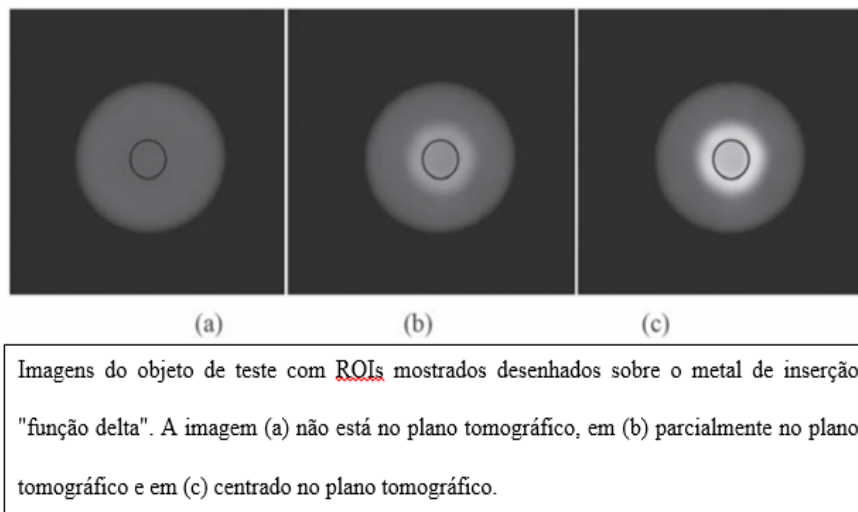 (a) (b) (c)
Imagens do objeto de teste com ROIs mostrados desenhados sobre o metal de inserção
"função delta". A imagem (a) não está no plano tomográfico, em (b) parcialmente no plano
tomográfico e em (c) centrado no plano tomográfico.